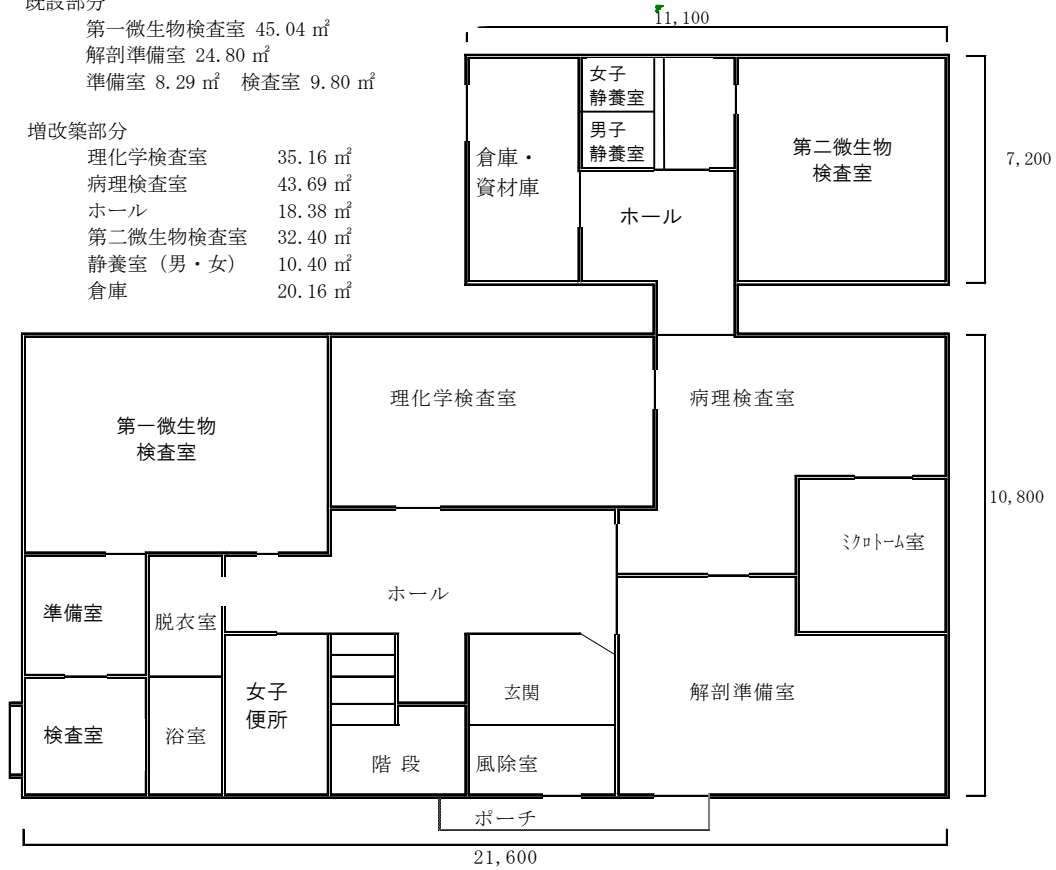 既設部分
第一微生物検査室 45.04 ㎡
解剖準備室 24.80 ㎡
準備室 8.29 ㎡ 検査室 9.80 ㎡
増改築部分
理化学検査室 35.16 ㎡
病理検査室 43.69 ㎡
ホール 18.38 ㎡
第二微生物検査室 32.40 ㎡
静養室（男・女） 10.40 ㎡
倉庫 20.16 ㎡
11,100
女子
静養室
男子
静養室
倉庫・
資材庫
第二微生物
検査室
7,200
ホール
第一微生物
検査室
理化学検査室
病理検査室
10,800
ﾐｸﾛﾄｰﾑ室
ホール
準備室
脱衣室
女子
便所
玄関
解剖準備室
検査室
浴室
階 段
風除室
ポーチ
21,600